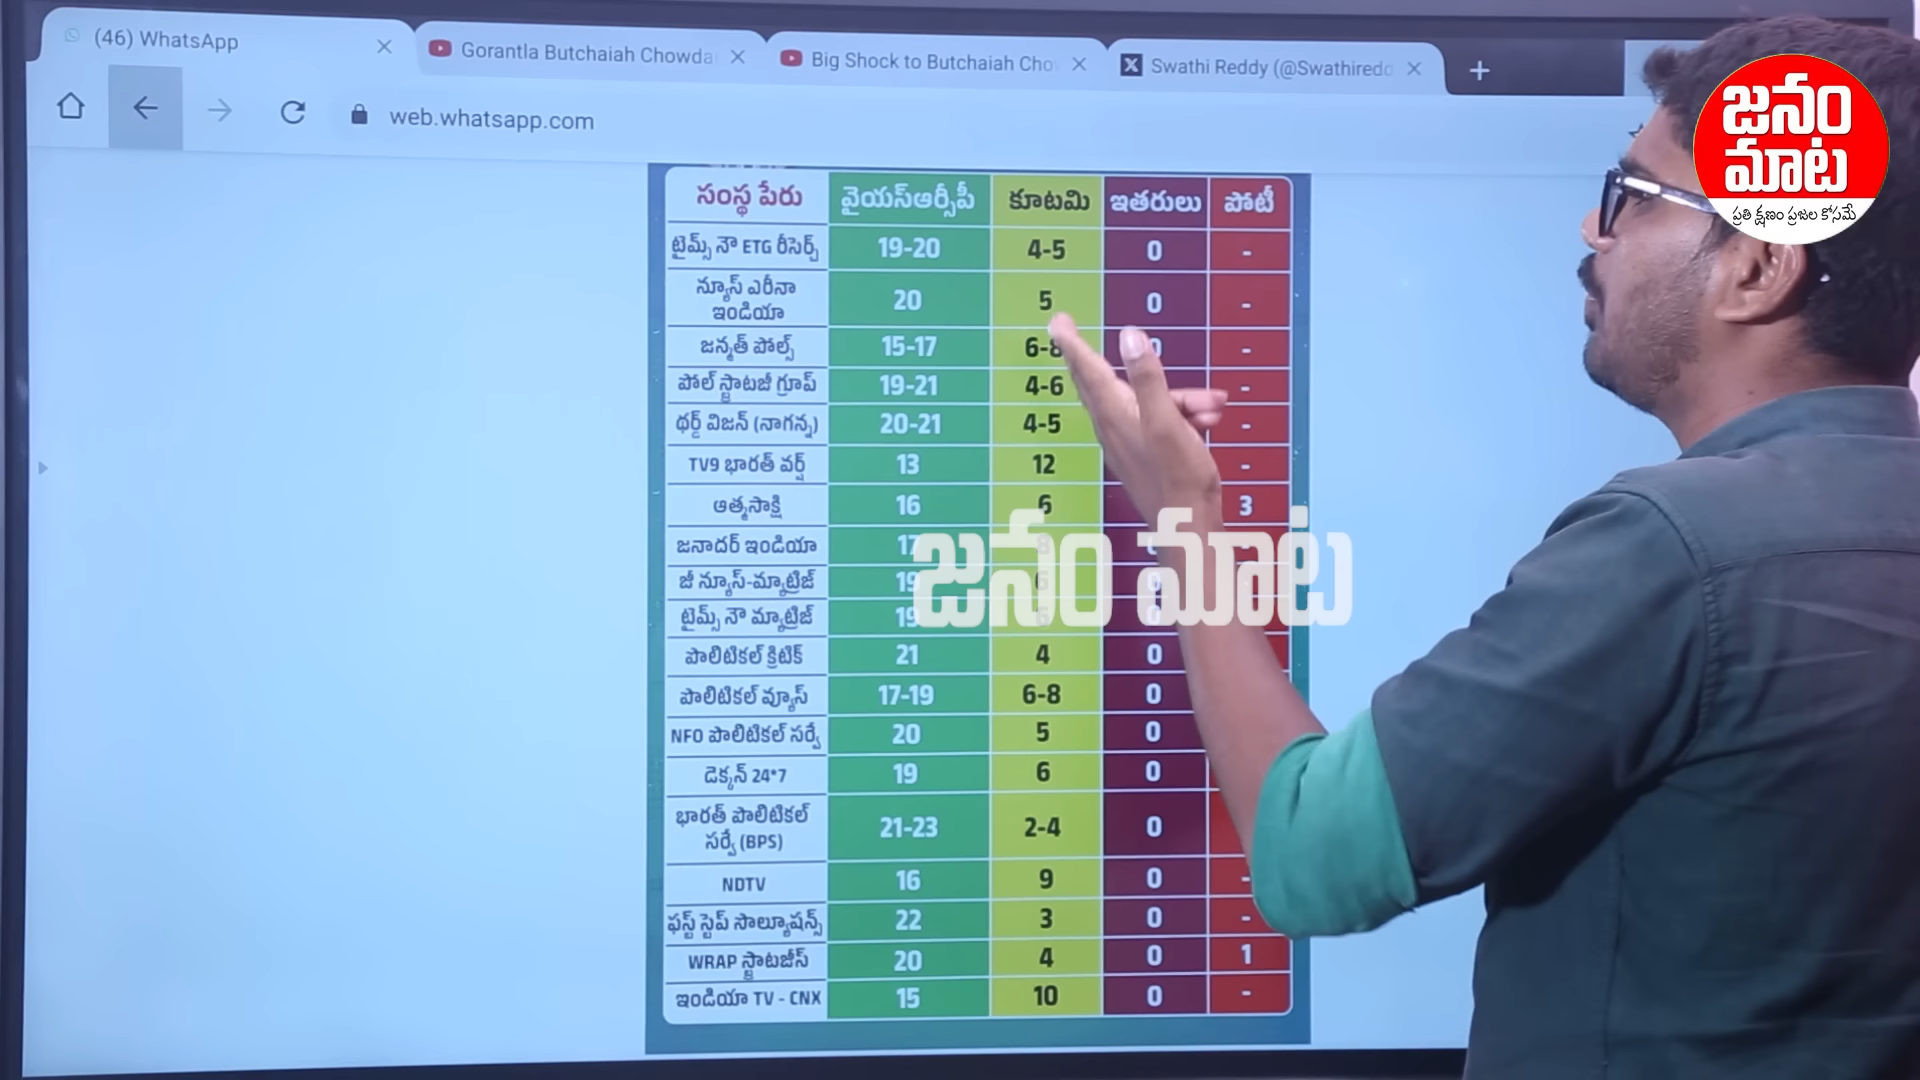 (46) WhatsApp
Gorantla Butchaiah Chowda
Big Shock to Butchaiah Cho
Swathi Reddy (@Swathiredd
web.whatsapp.com
జనం
మాట
ప్రతి క్షణం ప్రజల కోసమే
సంస్థ పేరు వైయస్ఆర్సీపీ కూటమి ఇతరులు పోటీ
టైమ్స్ నౌ ETG రీసెర్చ్ 19-20 4-5 0 -
న్యూస్ ఎరీనా
ఇండియా 20 5 0 -
జన్మత్ పోల్స్ 15-17 6-8 0 -
పోల్ స్ట్రాటజీ గ్రూప్ 19-21 4-6 -
థర్డ్ విజన్ (నాగన్న) 20-21 4-5 -
TV9 భారత్ వర్ష్ 13 12 -
ఆత్మసాక్షి 16 6 3
జనాదర్ ఇండియా 17 8
జీ న్యూస్-మ్యాట్రిజ్ 19 6 0
టైమ్స్ నౌ మ్యాట్రిజ్ 19 6 0
పొలిటికల్ క్రిటిక్ 21 4 0
పొలిటికల్ వ్యూస్ 17-19 6-8 0
NFO పొలిటికల్ సర్వే 20 5 0
డెక్కన్ 24*7 19 6 0
భారత్ పొలిటికల్
సర్వే (BPS) 21-23 2-4 0
NDTV 16 9 0 -
ఫస్ట్ స్టెప్ సొల్యూషన్స్ 22 3 0 -
WRAP స్ట్రాటజీస్ 20 4 0 1
ఇండియా TV - CNX 15 10 0 -
జనం మాట